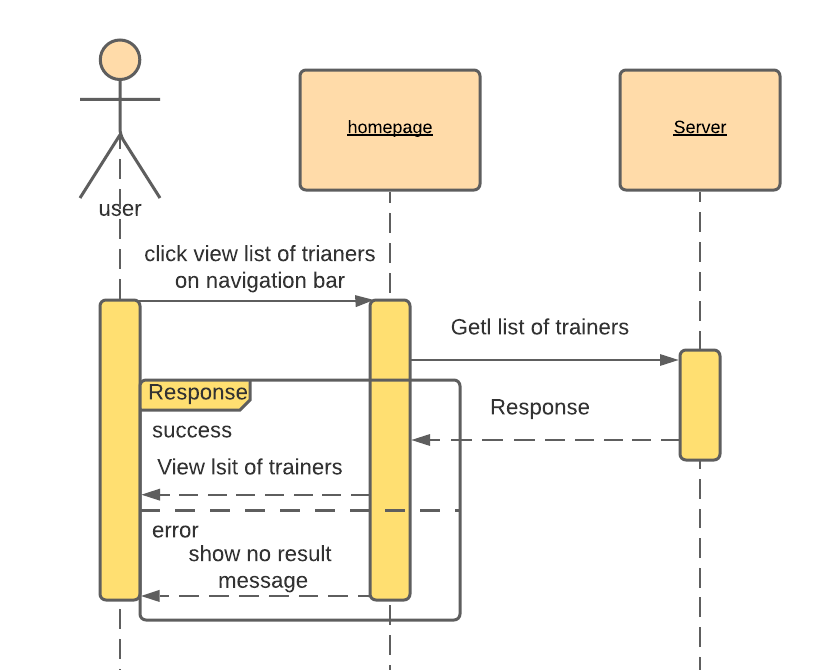 homepage
Server
user
click view list of trianers
on navigation bar
Getl list of trainers
Response
Response
success
View lsit of trainers
error
show no result
message